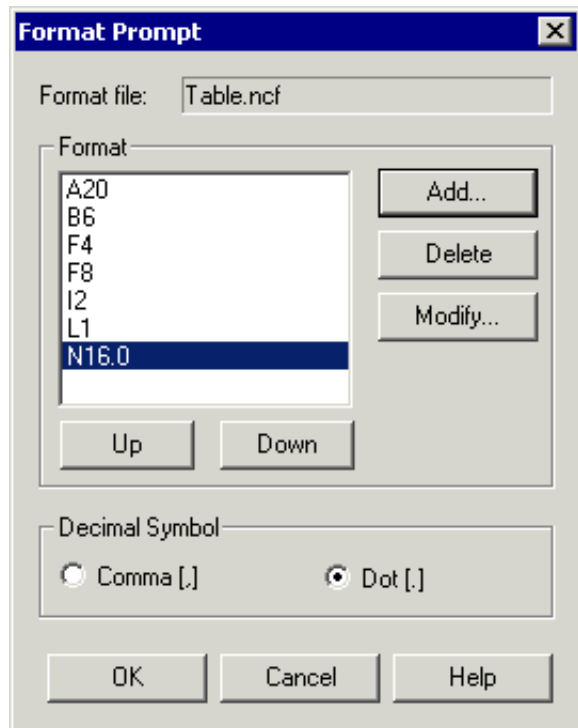 Format Prompt
Format file: Table.ncf
Format
A20
B6
F4
F8
I2
L1
N16.0
Add...
Delete
Modify...
Up Down
Decimal Symbol
Comma [,] Dot [.]
OK Cancel Help